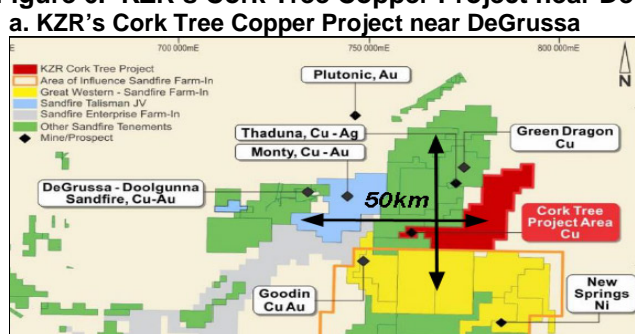 a. KZR's Cork Tree Copper Project near DeGrussa
700 000mE
750 000mE
800 000mE
KZR Cork Tree Project
Area of Influence Sandfire Farm-In
Great Western - Sandfire Farm-In
Sandfire Talisman JV
Sandfire Enterprise Farm-In
Other Sandfire Tenements
Mine/Prospect
N
Plutonic, Au
Thaduna, Cu - Ag
Green Dragon
Cu
Monty, Cu - Au
DeGrussa - Doolgunna
Sandfire, Cu-Au
50km
Cork Tree
Project Area
Cu
Goodin
Cu Au
New
Springs
Ni